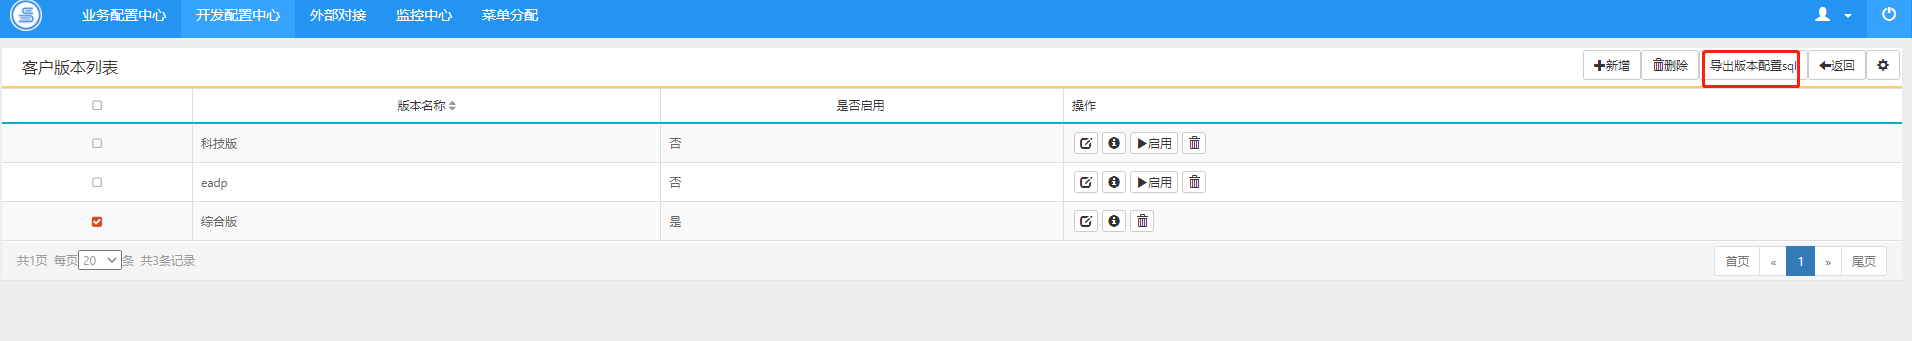 业务配置中心 开发配置中心 外部对接 监控中心 菜单分配
客户版本列表 新增 删除 导出版本配置sql 返回
版本名称 是否启用 操作
科技版 否 启用
eadp 否 启用
综合版 是
共1页 每页 20 条 共3条记录 首页 « 1 » 尾页